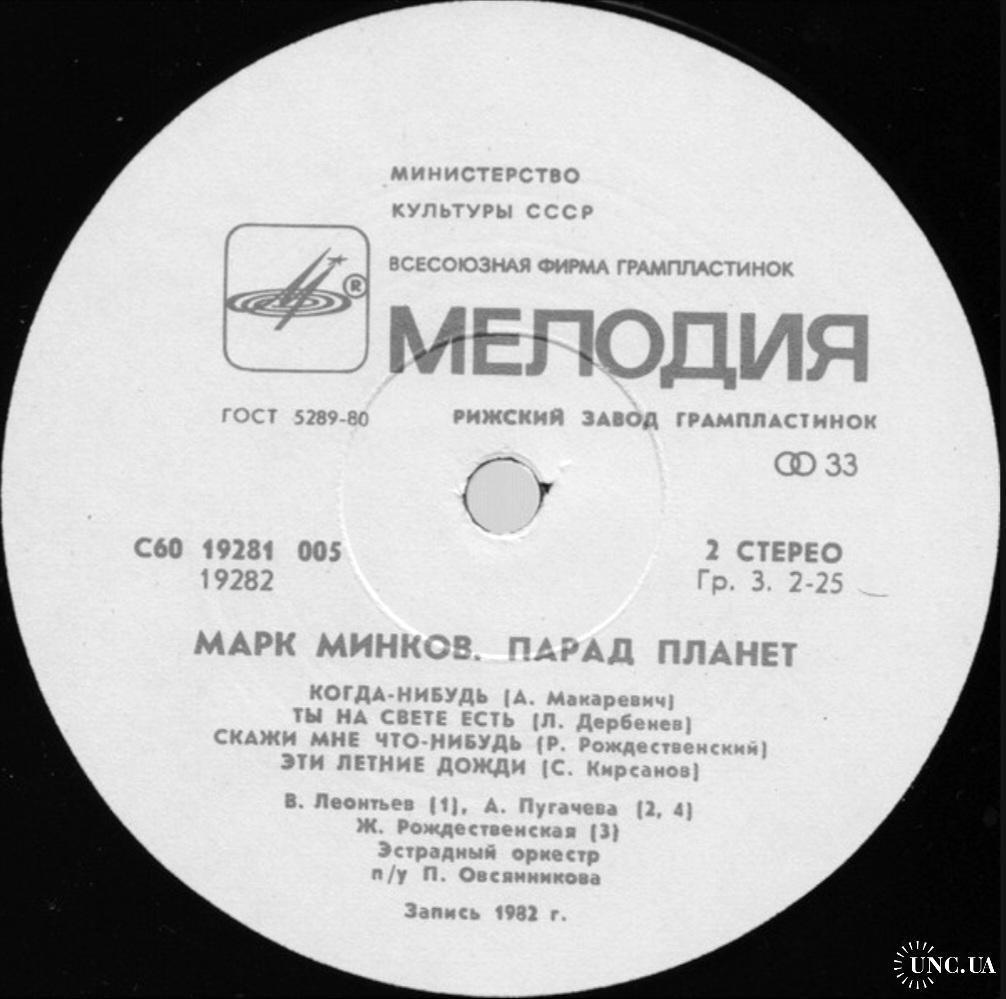 МИНИСТЕРСТВО
КУЛЬТУРЫ СССР
ВСЕСОЮЗНАЯ ФИРМА ГРАМПЛАСТИНОК
®
МЕЛОДИЯ
ГОСТ 5289-80 РИЖСКИЙ ЗАВОД ГРАМПЛАСТИНОК
33
С60 19281 005 2 СТЕРЕО
19282 Гр. 3. 2-25
МАРК МИНКОВ. ПАРАД ПЛАНЕТ
КОГДА-НИБУДЬ (А. Макаревич)
ТЫ НА СВЕТЕ ЕСТЬ (Л. Дербенев)
СКАЖИ МНЕ ЧТО-НИБУДЬ (Р. Рождественский)
ЭТИ ЛЕТНИЕ ДОЖДИ (С. Кирсанов)
В. Леонтьев (1), А. Пугачева (2, 4)
Ж. Рождественская (3)
Эстрадный оркестр
п/у П. Овсянникова
Запись 1982 г.
UNC.UA